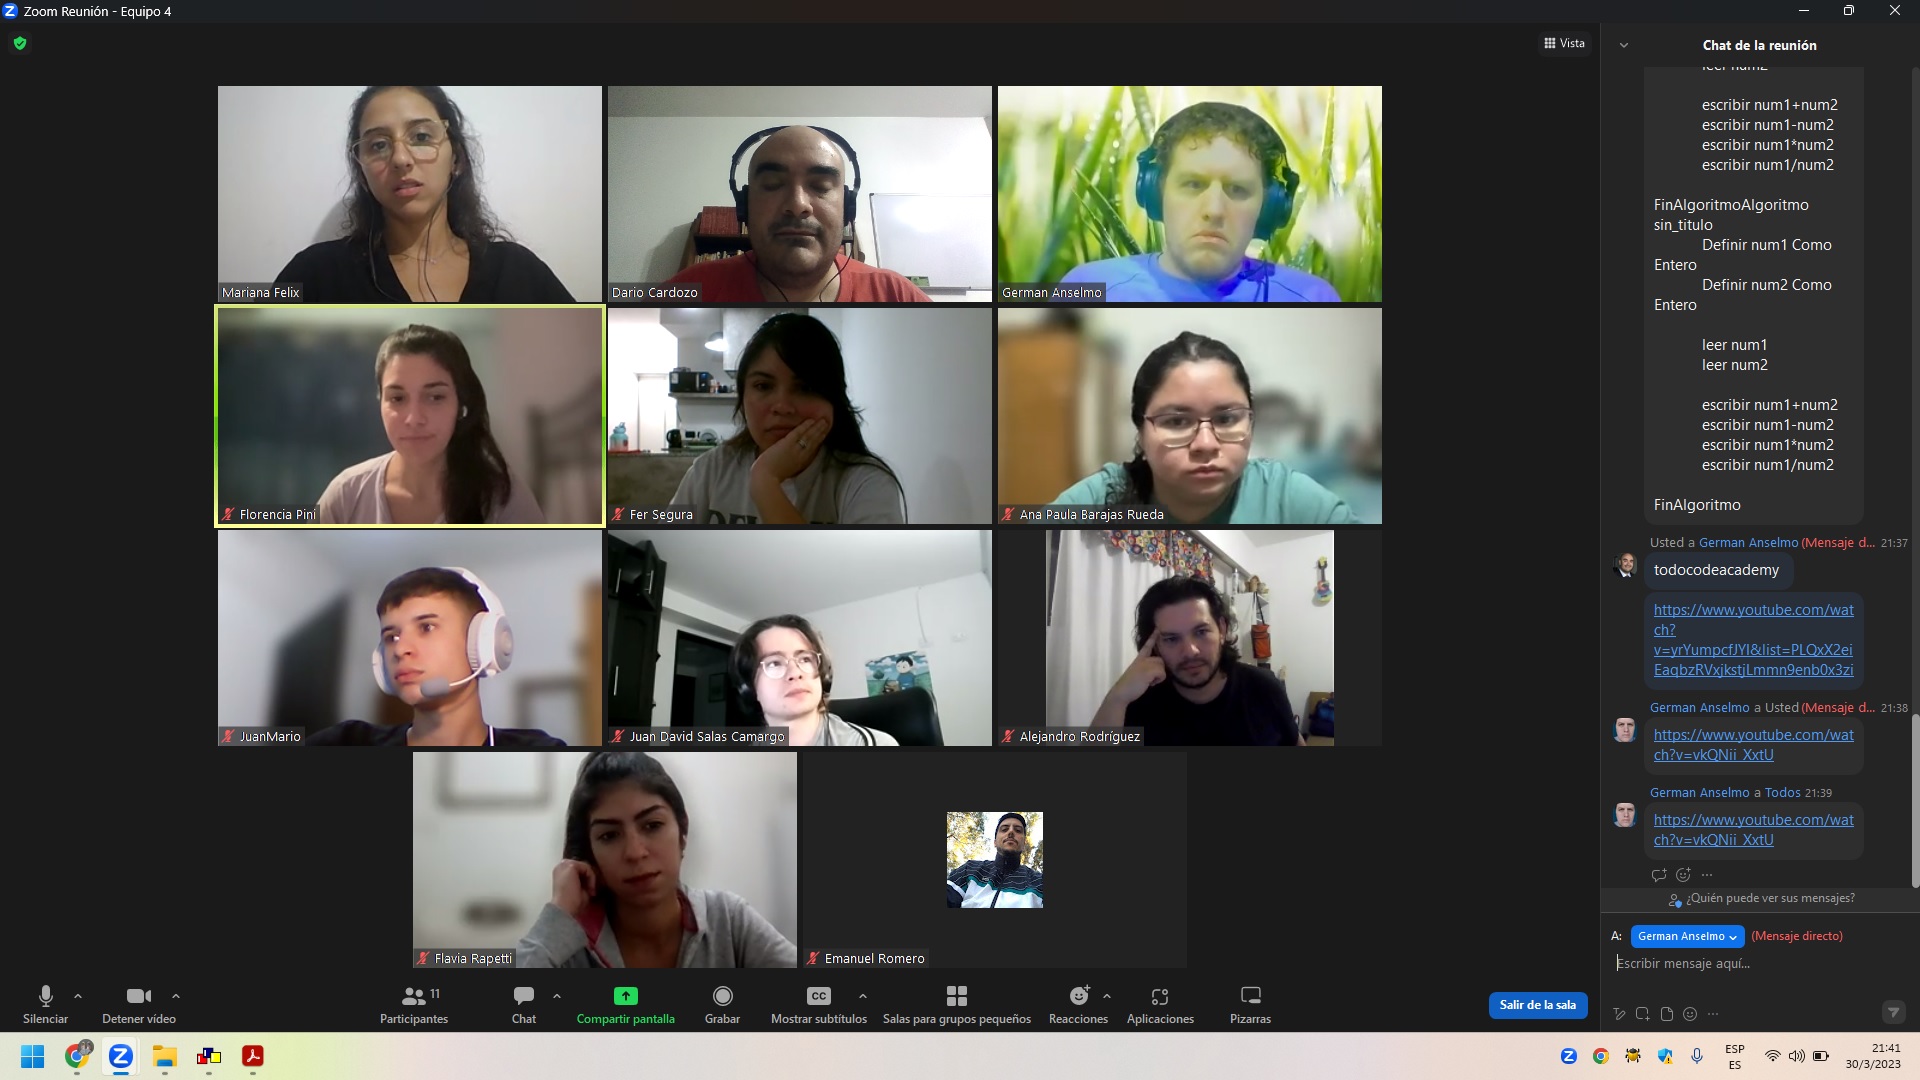 Zoom Reunión - Equipo 4
Vista
Mariana Felix
Dario Cardozo
German Anselmo
Florencia Pini
Fer Segura
Ana Paula Barajas Rueda
JuanMario
Juan David Salas Camargo
Alejandro Rodríguez
Flavia Rapetti
Emanuel Romero
Chat de la reunión
leer num2
escribir num1+num2
escribir num1-num2
escribir num1*num2
escribir num1/num2
FinAlgoritmoAlgoritmo
sin_titulo
Definir num1 Como
Entero
Definir num2 Como
Entero
leer num1
leer num2
escribir num1+num2
escribir num1-num2
escribir num1*num2
escribir num1/num2
FinAlgoritmo
Usted a German Anselmo (Mensaje d... 21:37
todocodeacademy
https://www.youtube.com/wat
ch?
v=yrYumpcfJYI&list=PLQxX2ei
EaqbzRVxjkstjLmmn9enb0x3zi
German Anselmo a Usted (Mensaje d... 21:38
https://www.youtube.com/wat
ch?v=vkQNii_XxtU
German Anselmo a Todos 21:39
https://www.youtube.com/wat
ch?v=vkQNii_XxtU
¿Quién puede ver sus mensajes?
A: German Anselmo (Mensaje directo)
Escribir mensaje aquí...
Silenciar
Detener vídeo
11
Participantes
Chat
Compartir pantalla
Grabar
CC
Mostrar subtítulos
Salas para grupos pequeños
Reacciones
Aplicaciones
Pizarras
Salir de la sala
ESP
ES
21:41
30/3/2023